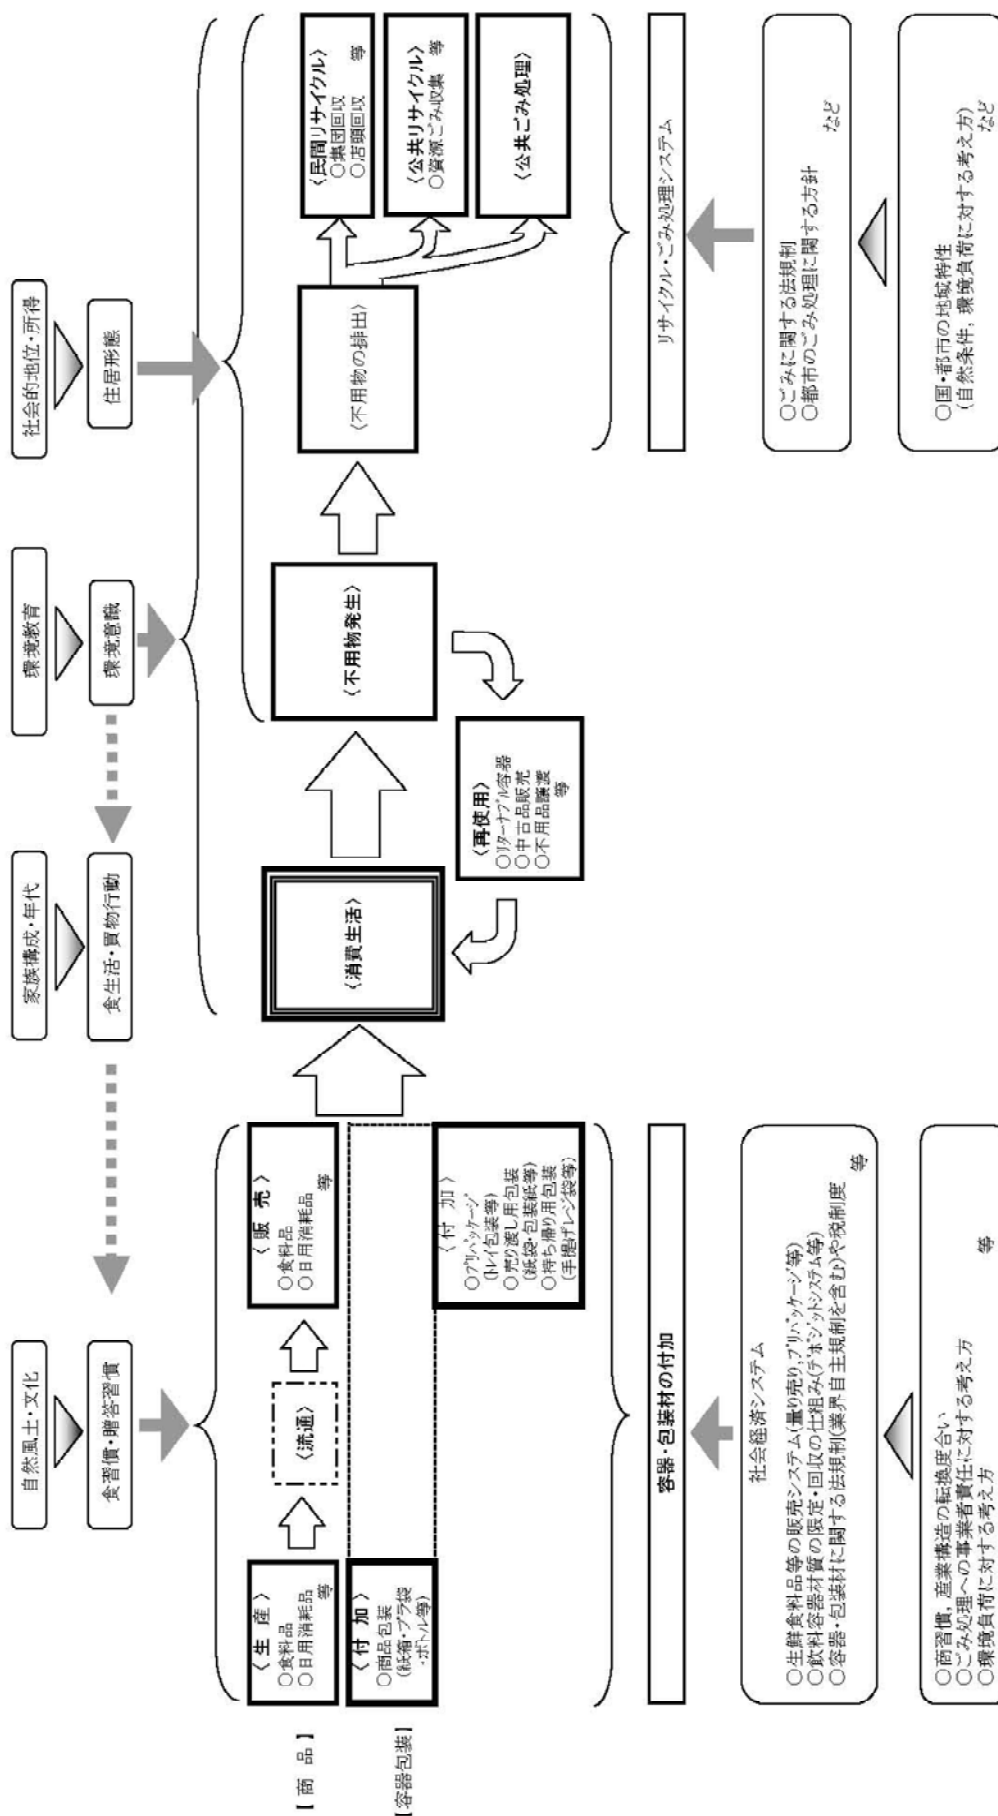 自然風土・文化
家族構成・年代
環境教育
社会的地位・所得
食習慣・贈答習慣
食生活・買物行動
環境意識
住居形態
【 商 品 】
〈 生 産 〉
○食料品
○日用消耗品
等
〈流通〉
〈 販 売 〉
○食料品
○日用消耗品
等
【容器包装】
〈 付 加 〉
○商品包装
(紙箱・プラ袋
・ボトル等)
〈 付 加 〉
○プリパッケージ
(トレイ包装等)
○売り渡し用包装
(紙袋・包装紙等)
○持ち帰り用包装
(手提げレジ袋等)
〈消費生活〉
〈不用物発生〉
〈再使用〉
○リターナブル容器
○中古品販売
○不用品譲渡
等
〈不用物の排出〉
〈民間リサイクル〉
○集団回収
○店頭回収 等
〈公共リサイクル〉
○資源ごみ収集 等
〈公共ごみ処理〉
容器・包装材の付加
社会経済システム
○生鮮食料品等の販売システム(量り売り,プリパッケージ等)
○飲料容器材質の限定・回収の仕組み(デポジットシステム等)
○容器・包装材に関する法規制(業界自主規制を含む)や税制度
等
○商習慣,産業構造の転換度合い
○ごみ処理への事業者責任に対する考え方
○環境負荷に対する考え方 等
リサイクル・ごみ処理システム
○ごみに関する法規制
○都市のごみ処理に関する方針
など
○国・都市の地域特性
(自然条件,環境負荷に対する考え方)
など